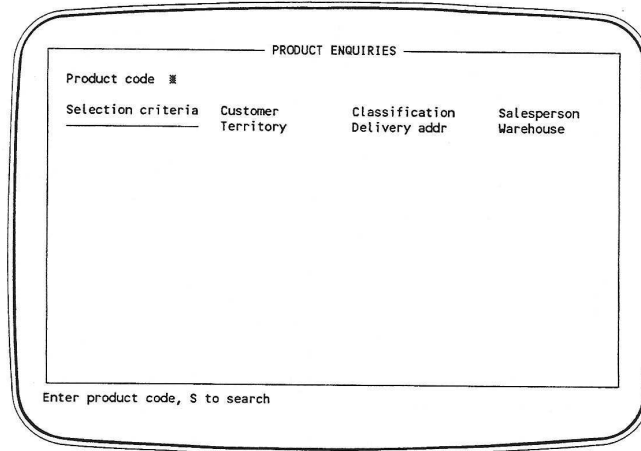 PRODUCT ENQUIRIES
Product code ※
Selection criteria Customer Classification Salesperson
Territory Delivery addr Warehouse
Enter product code, S to search